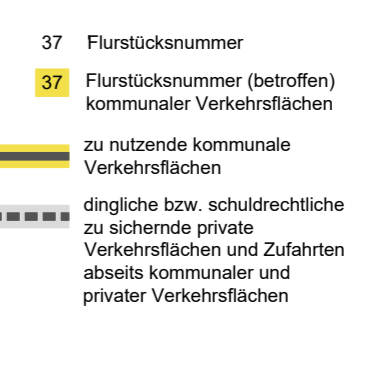 37 Flurstücksnummer
37 Flurstücksnummer (betroffen)
kommunaler Verkehrsflächen
zu nutzende kommunale
Verkehrsflächen
dingliche bzw. schuldrechtliche
zu sichernde private
Verkehrsflächen und Zufahrten
abseits kommunaler und
privater Verkehrsflächen